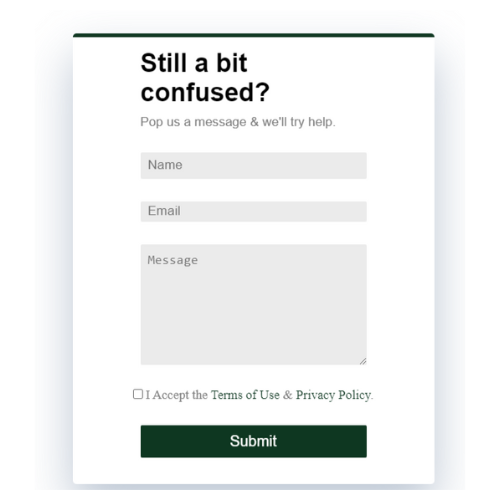 Still a bit
confused?
Pop us a message & we'll try help.
Name
Email
Message
I Accept the Terms of Use & Privacy Policy.
Submit